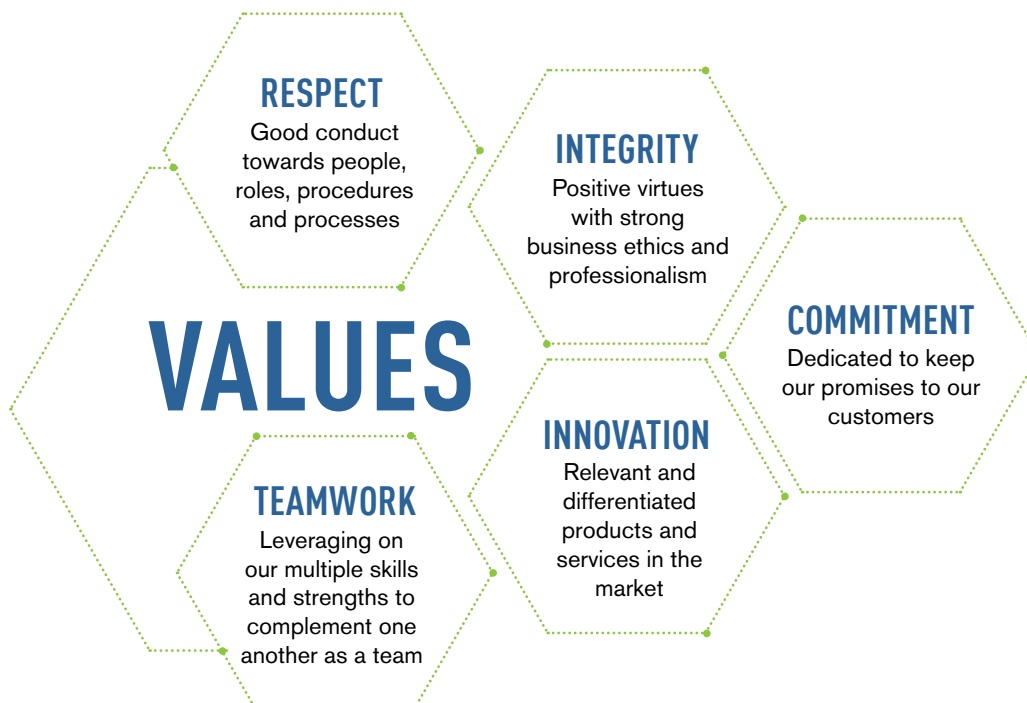 RESPECT
Good conduct
towards people,
roles, procedures
and processes
INTEGRITY
Positive virtues
with strong
business ethics and
professionalism
COMMITMENT
Dedicated to keep
our promises to our
customers
VALUES
INNOVATION
Relevant and
differentiated
products and
services in the
market
TEAMWORK
Leveraging on
our multiple skills
and strengths to
complement one
another as a team